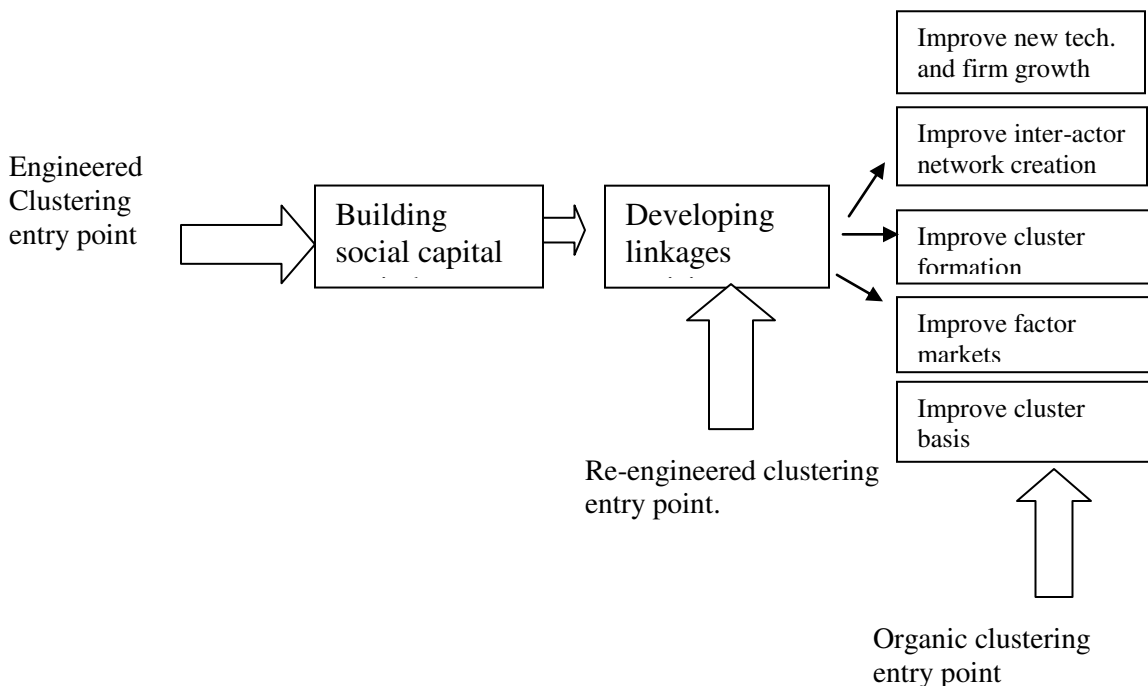 Engineered
Clustering
entry point
Building
social capital
Developing
linkages
Improve new tech.
and firm growth
Improve inter-actor
network creation
Improve cluster
formation
Improve factor
markets
Improve cluster
basis
Re-engineered clustering
entry point.
Organic clustering
entry point